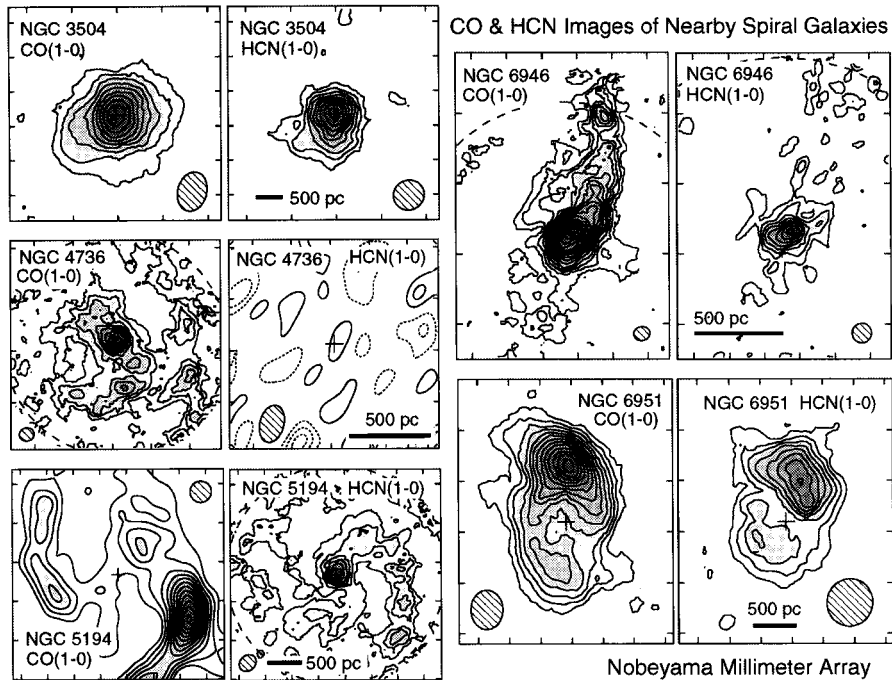 CO & HCN Images of Nearby Spiral Galaxies
NGC 3504
CO(1-0)
NGC 3504
HCN(1-0)
500 pc
NGC 6946
CO(1-0)
NGC 6946
HCN(1-0)
500 pc
NGC 4736
CO(1-0)
NGC 4736 HCN(1-0)
500 pc
NGC 5194
CO(1-0)
NGC 5194 HCN(1-0)
500 pc
NGC 6951
CO(1-0)
NGC 6951 HCN(1-0)
500 pc
Nobeyama Millimeter Array